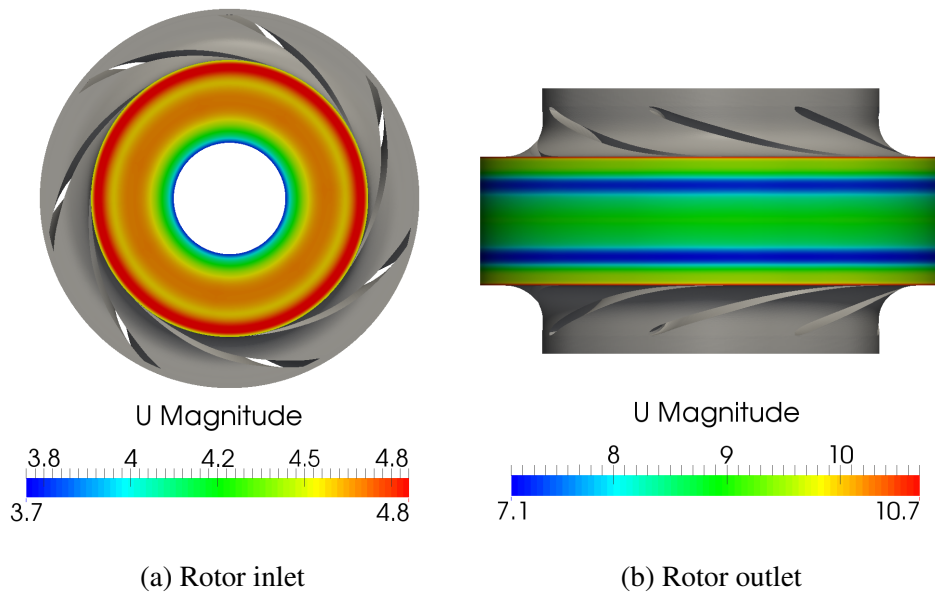 U Magnitude
3.8 4 4.2 4.5 4.8
3.7 4.8
(a) Rotor inlet
U Magnitude
8 9 10
7.1 10.7
(b) Rotor outlet